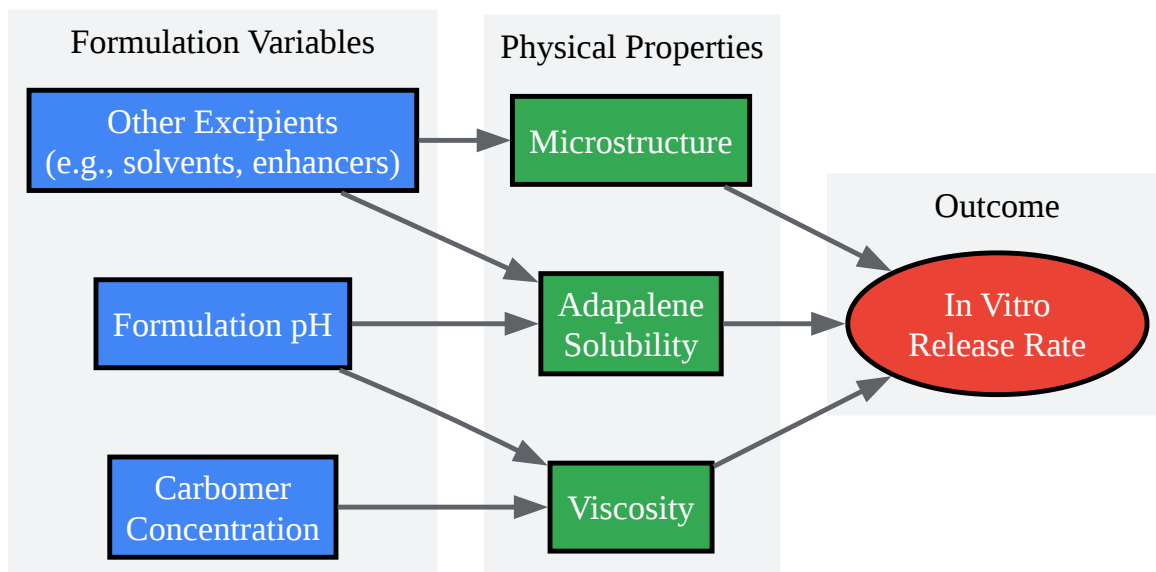 Formulation Variables
Other Excipients
(e.g., solvents, enhancers)
Formulation pH
Carbomer
Concentration
Physical Properties
Microstructure
Adapalene
Solubility
Viscosity
Outcome
In Vitro
Release Rate